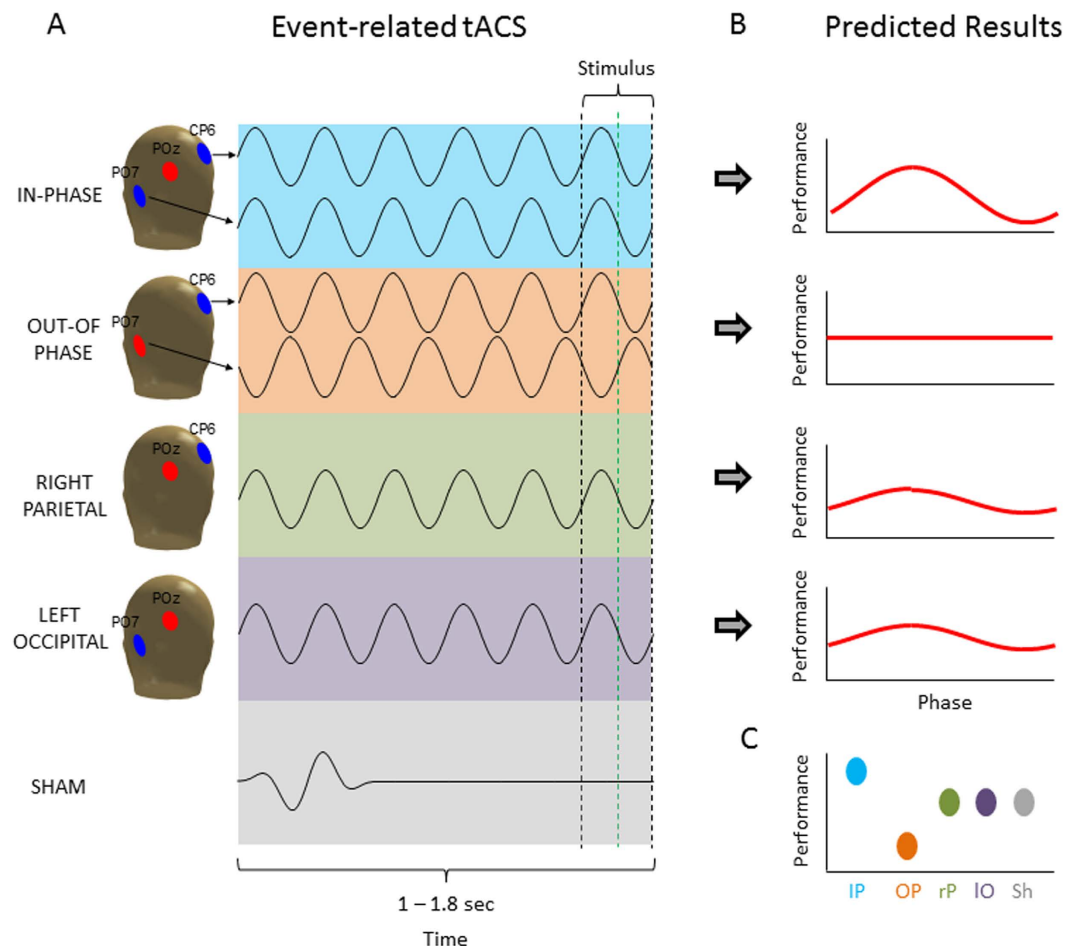 A
Event-related tACS
B
Predicted Results
Stimulus
CP6
POz
PO7
IN-PHASE
Performance
CP6
PO7
OUT-OF
PHASE
Performance
CP6
POz
RIGHT
PARIETAL
Performance
POz
PO7
LEFT
OCCIPITAL
Performance
Phase
SHAM
C
Performance
IP OP rP lO Sh
1 – 1.8 sec
Time